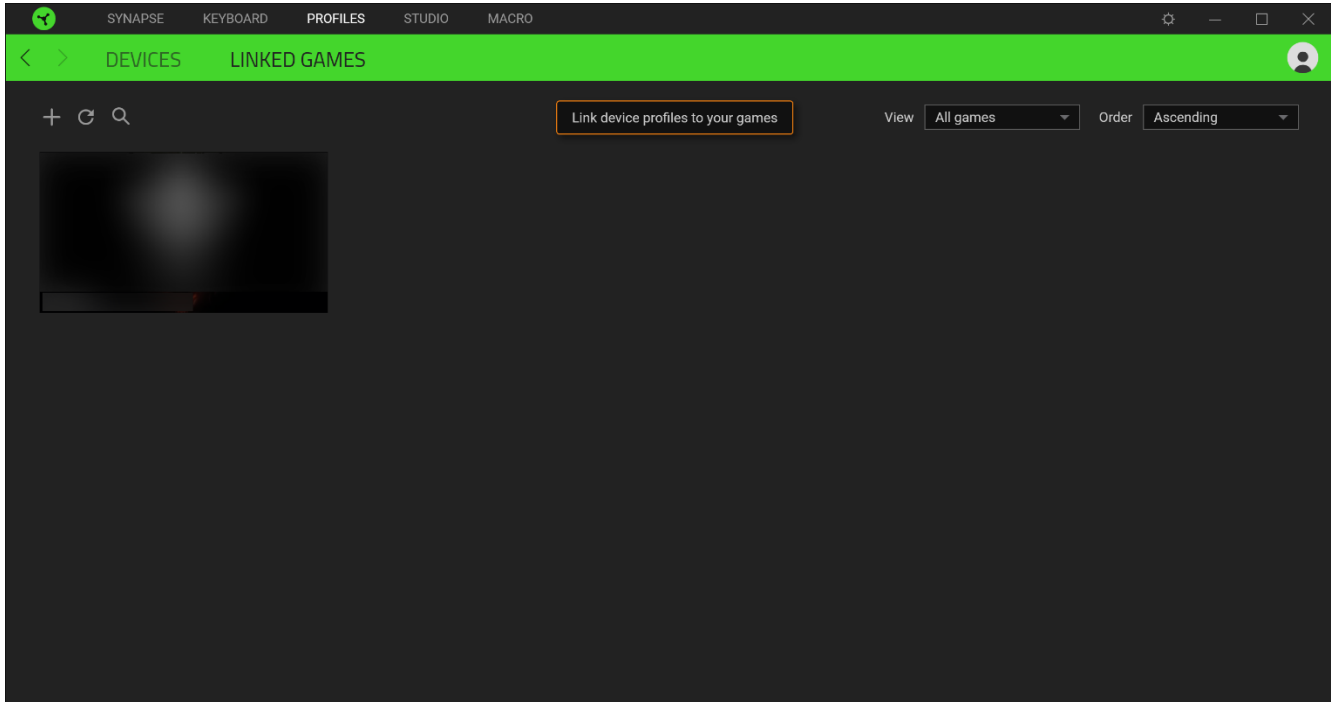 SYNAPSE KEYBOARD PROFILES STUDIO MACRO
DEVICES LINKED GAMES
Link device profiles to your games View All games Order Ascending